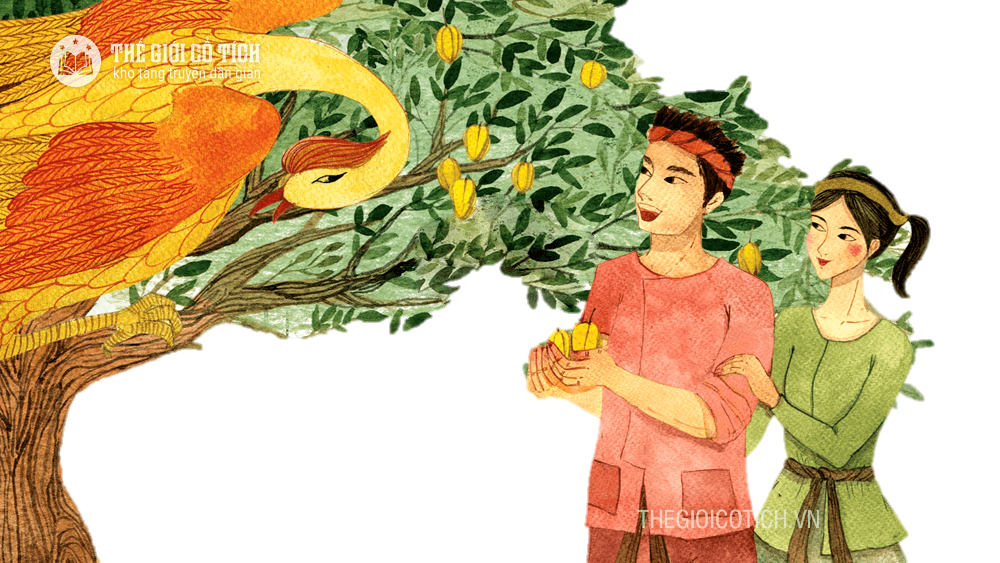 THẾ GIỚI CỔ TÍCH
kho tàng truyện dân gian
THEGIOICOTICH.VN